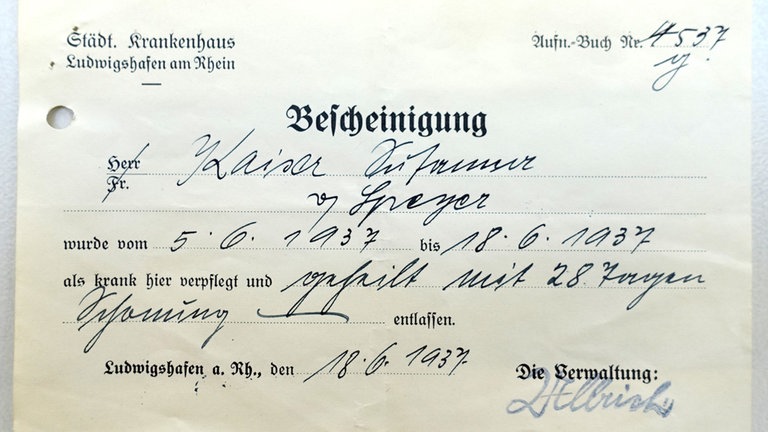 Städt. Krankenhaus
Ludwigshafen am Rhein
Aufn.-Buch Nr. 4537
Bescheinigung
Herr Kaiser Susanna
Fr.
v Speyer
wurde vom 5. 6. 1937 bis 18. 6. 1937
als krank hier verpflegt und geheilt mit 28 Tagen
Schonung entlassen.
Ludwigshafen a. Rh., den 18. 6. 1937.
Die Verwaltung: